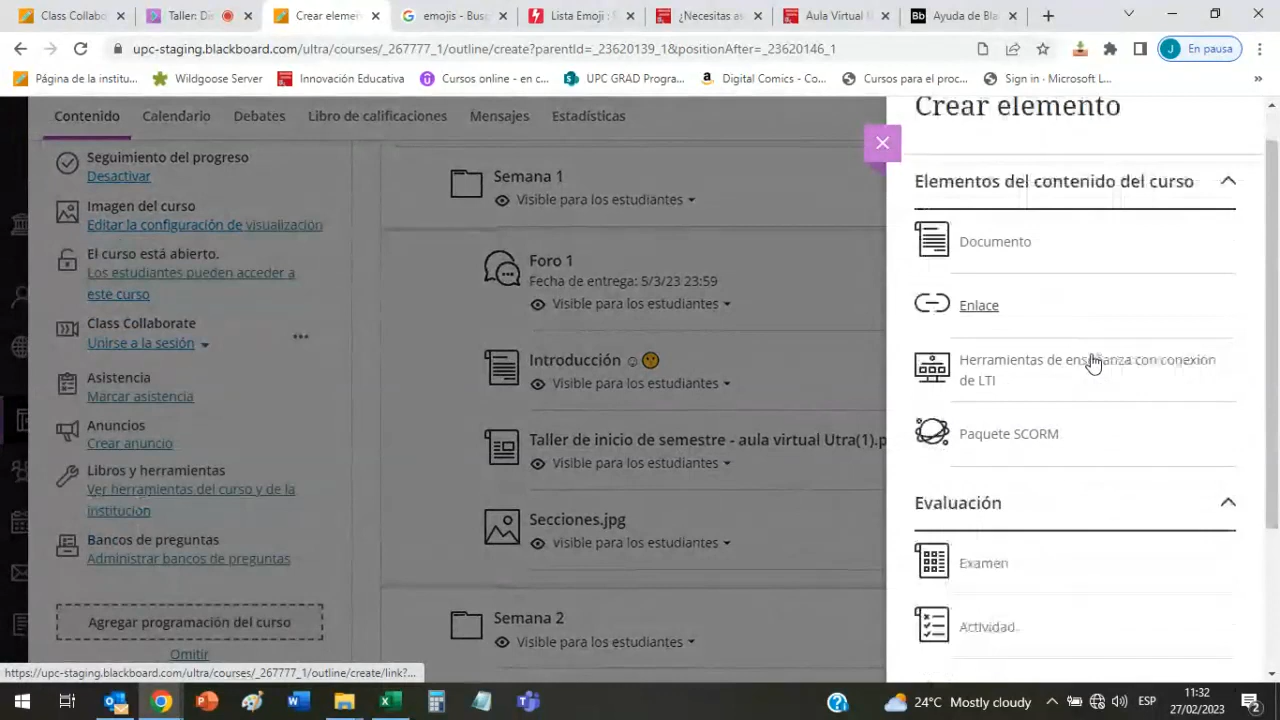 Class Collabo
Taller: Di
Crear elemen
emojis - Bu
Lista Emoji
¿Necesitas a
Aula Virtual
Ayuda de Bla
upc-staging.blackboard.com/ultra/courses/_267777_1/outline/create?parentId=_23620139_1&positionAfter=_23620146_1
J En pausa
Página de la institu...
Wildgoose Server
Innovación Educativa
Cursos online - en c...
UPC GRAD Progra...
Digital Comics - Co...
Cursos para el proc...
Sign in - Microsoft L...
»
Contenido
Calendario
Debates
Libro de calificaciones
Mensajes
Estadísticas
Seguimiento del progreso
Desactivar
Imagen del curso
Editar la configuración de visualización
El curso está abierto.
Los estudiantes pueden acceder a
este curso
Class Collaborate
Unirse a la sesión
Asistencia
Marcar asistencia
Anuncios
Crear anuncio
Libros y herramientas
Ver herramientas del curso y de la
institución
Bancos de preguntas
Administrar bancos de preguntas
Agregar programación del curso
Omitir
Semana 1
Visible para los estudiantes
Foro 1
Fecha de entrega: 5/3/23 23:59
Visible para los estudiantes
Introducción ☺🙂
Visible para los estudiantes
Taller de inicio de semestre - aula virtual Utra(1).p
Visible para los estudiantes
Secciones.jpg
Visible para los estudiantes
Semana 2
Visible para los estudiantes
Crear elemento
Elementos del contenido del curso
Documento
Enlace
Herramientas de enseñanza con conexión
de LTI
Paquete SCORM
Evaluación
Examen
Actividad
https://upc-staging.blackboard.com/ultra/courses/_267777_1/outline/create/link?...
24°C Mostly cloudy
ESP
11:32
27/02/2023
2